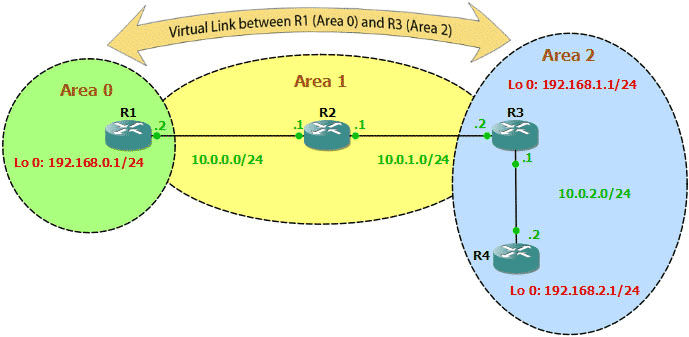 Virtual Link between R1 (Area 0) and R3 (Area 2)
Area 0
Area 1
Area 2
Lo 0: 192.168.1.1/24
R1
R2
R3
.2
.1
.1
.2
Lo 0: 192.168.0.1/24
10.0.0.0/24
10.0.1.0/24
.1
10.0.2.0/24
.2
R4
Lo 0: 192.168.2.1/24